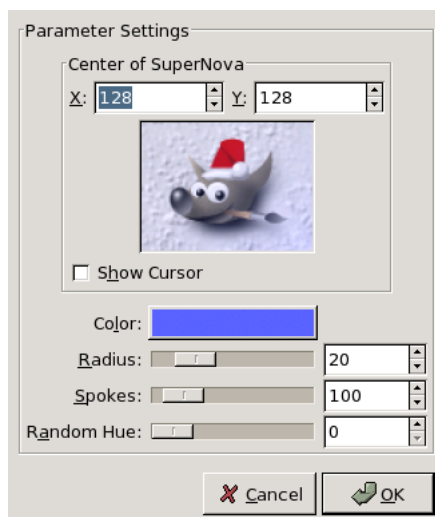 Parameter Settings
Center of SuperNova
X: 128 Y: 128
Show Cursor
Color:
Radius: 20
Spokes: 100
Random Hue: 0
Cancel OK